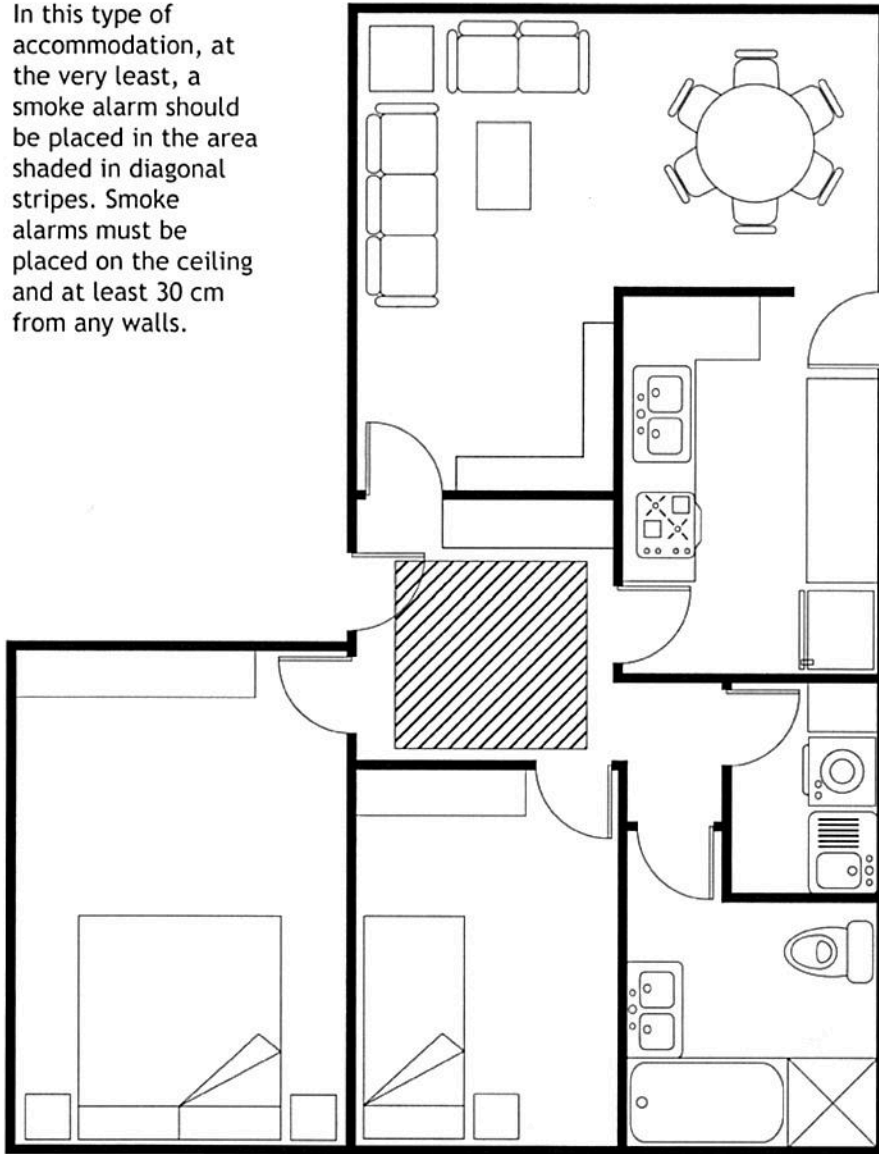 In this type of
accommodation, at
the very least, a
smoke alarm should
be placed in the area
shaded in diagonal
stripes. Smoke
alarms must be
placed on the ceiling
and at least 30 cm
from any walls.